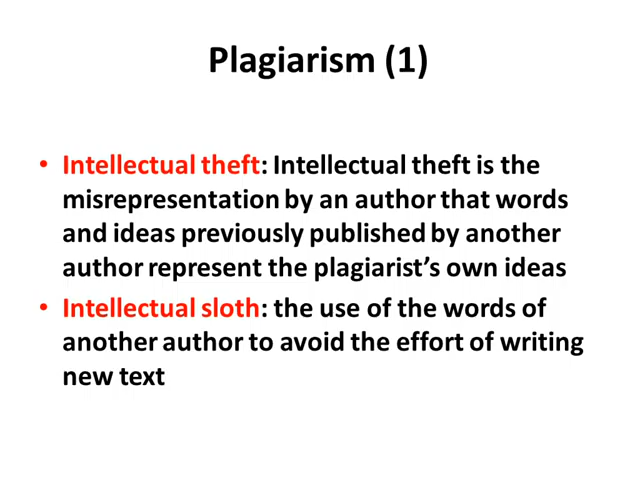 Plagiarism (1)
• Intellectual theft: Intellectual theft is the
misrepresentation by an author that words
and ideas previously published by another
author represent the plagiarist’s own ideas
• Intellectual sloth: the use of the words of
another author to avoid the effort of writing
new text